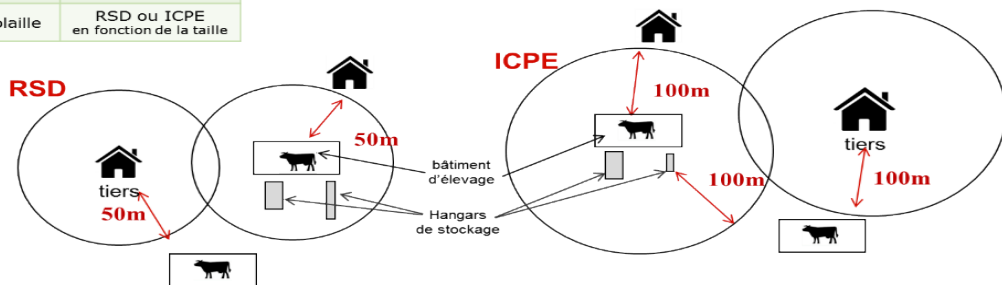 olaille
RSD ou ICPE
en fonction de la taille
RSD
tiers
50m
50m
bâtiment
d'élevage
Hangars
de stockage
ICPE
100m
100m
tiers
100m